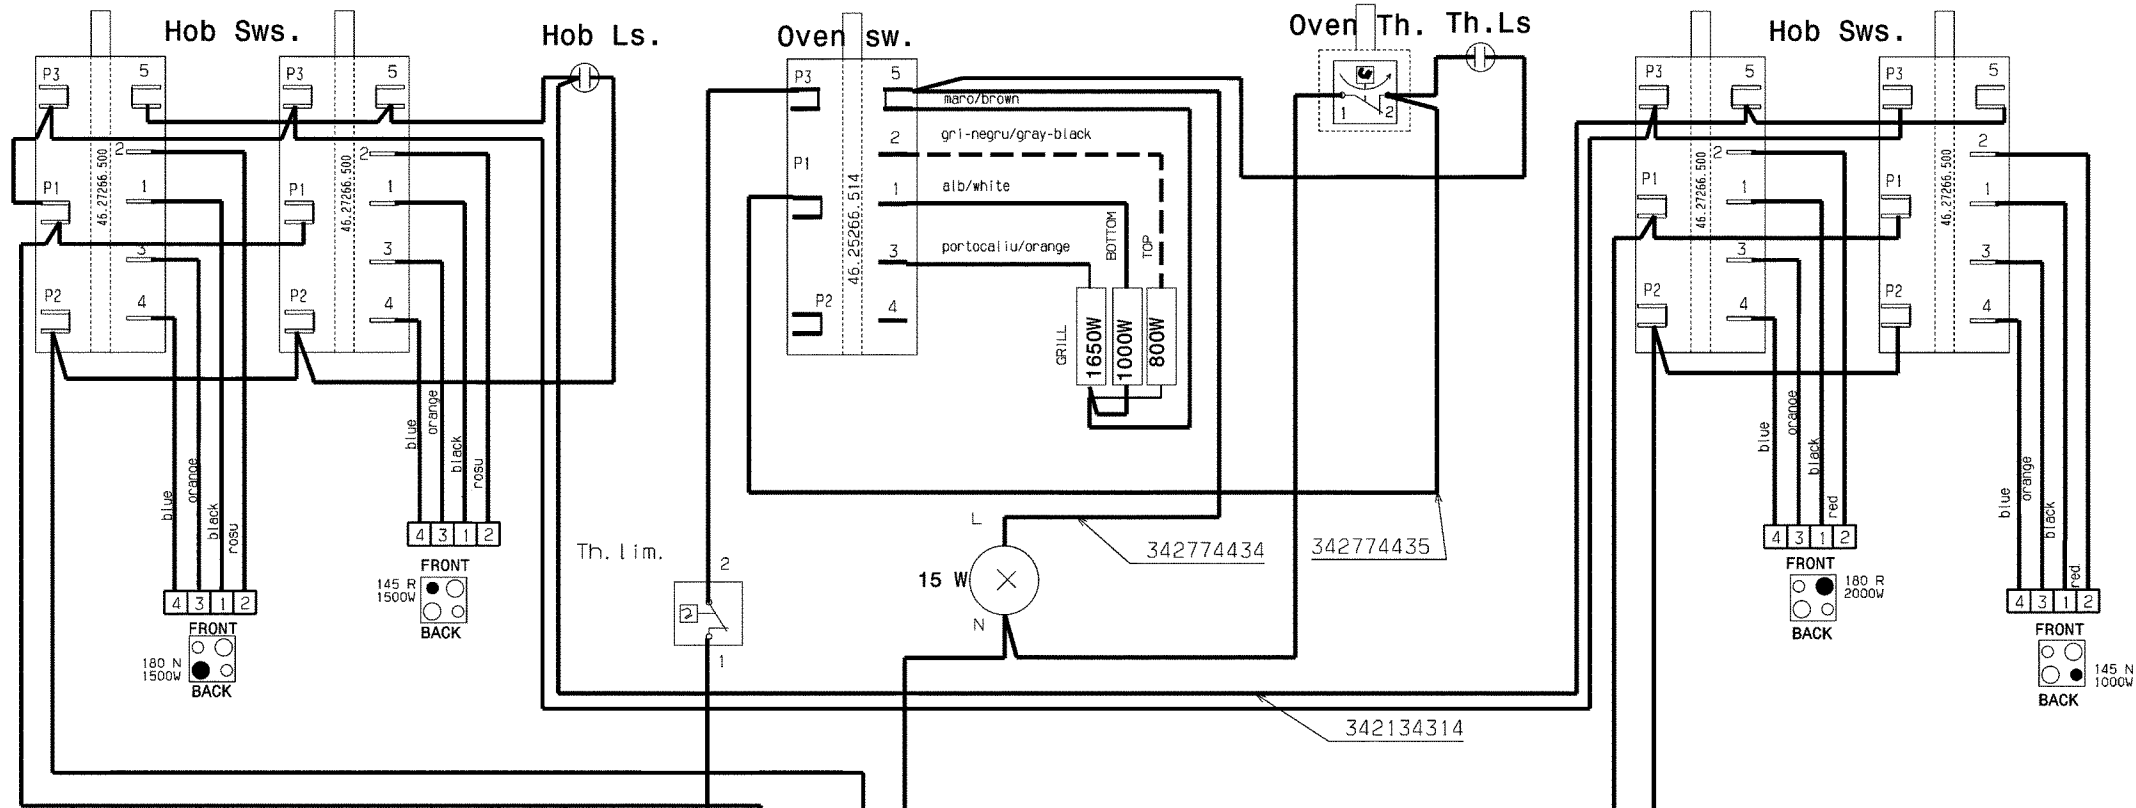 Hob Sws.
Hob Ls.
Oven sw.
Oven Th.
Th.Ls
Hob Sws.
P3
5
2
P1
1
3
P2
4
46.27266.500
P3
5
2
P1
1
3
P2
4
46.27266.500
blue
orange
black
rosu
4 3 1 2
FRONT
180 N
1500W
BACK
blue
orange
black
rosu
4 3 1 2
FRONT
145 R
1500W
BACK
P3
5
maro/brown
gri-negru/gray-black
2
P1
alb/white
1
portocaliu/orange
3
P2
4
46.25266.514
BOTTOM
TOP
GRILL
1650W
1000W
800W
1
2
Th.lim.
2
1
L
15 W
N
342774434
342774435
342134314
P3
5
2
P1
1
3
P2
4
46.27266.500
P3
5
2
P1
1
3
P2
4
46.27266.500
blue
orange
black
red
4 3 1 2
FRONT
180 R
2000W
BACK
blue
orange
black
red
4 3 1 2
FRONT
145 N
1000W
BACK